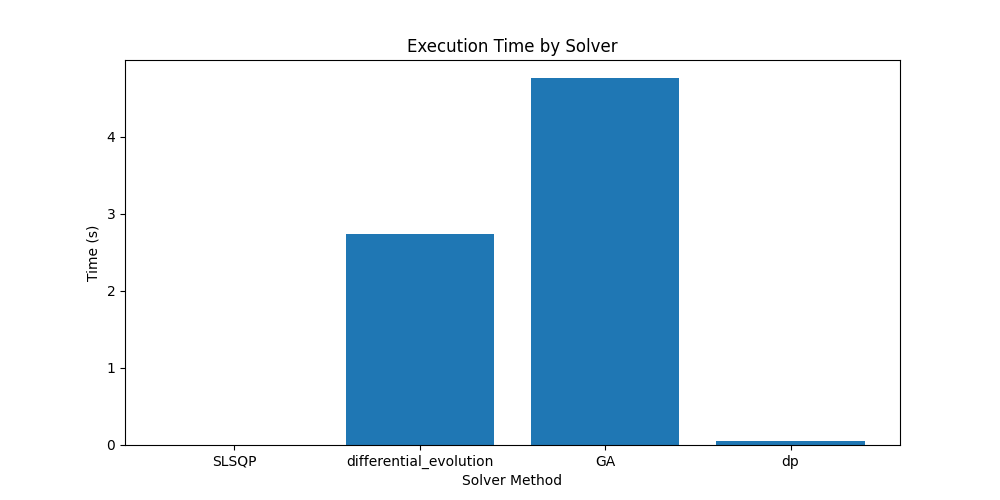 Execution Time by Solver
Time (s)
4
3
2
1
0
SLSQP differential_evolution GA dp
Solver Method